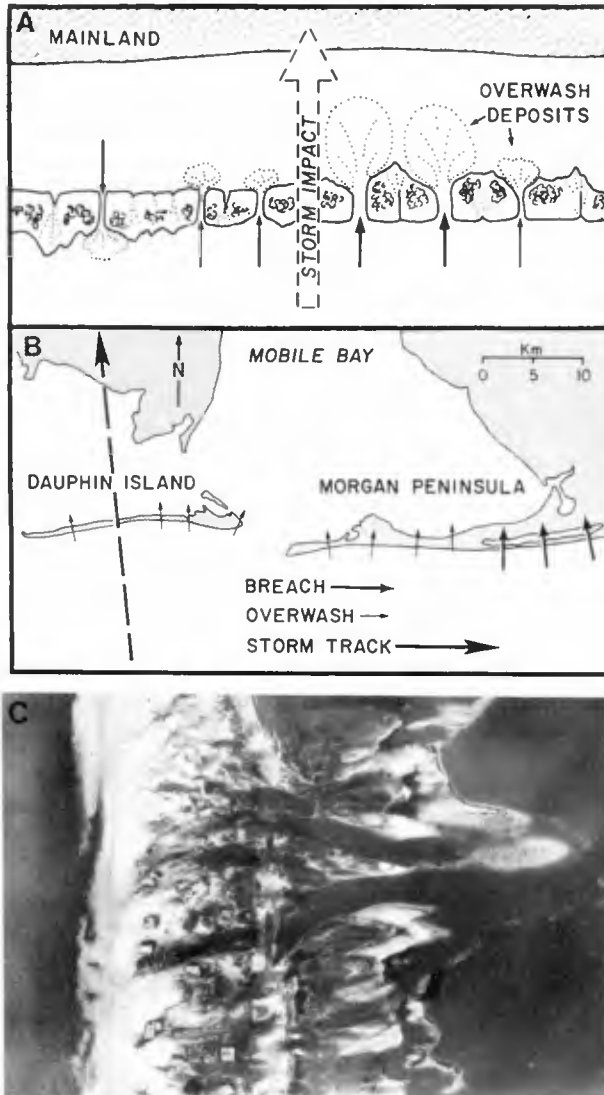 A
MAINLAND
OVERWASH
DEPOSITS
STORM IMPACT
B
MOBILE BAY
N
Km
0 5 10
DAUPHIN ISLAND
MORGAN PENINSULA
BREACH
OVERWASH
STORM TRACK
C